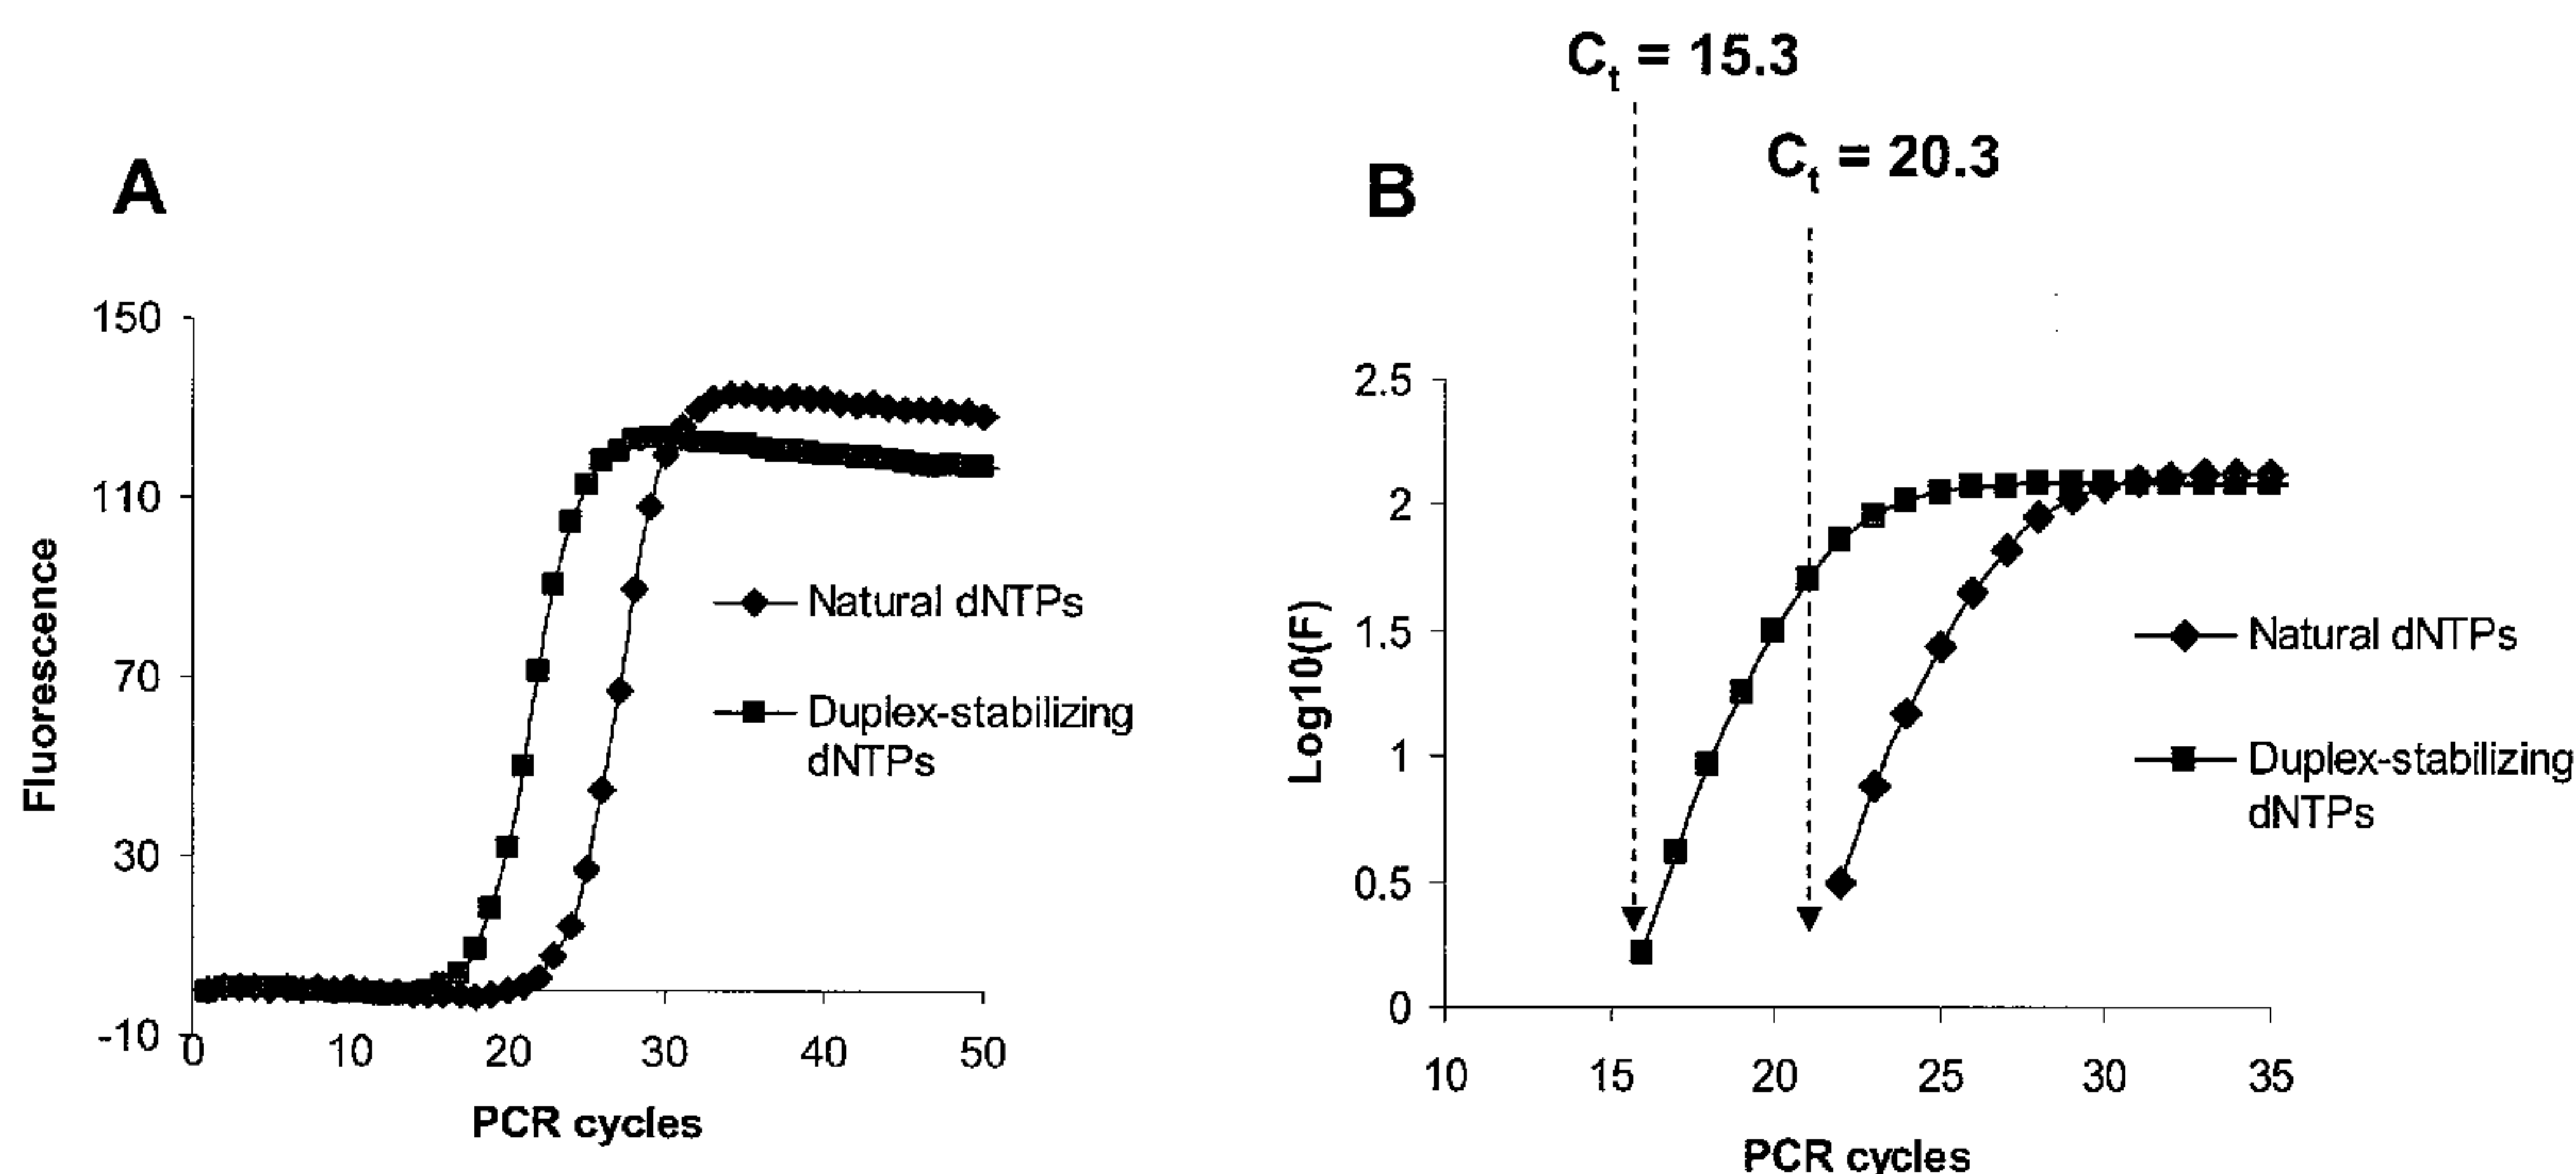 A
150
110
70
30
-10
0 10 20 30 40 50
Fluorescence
PCR cycles
Natural dNTPs
Duplex-stabilizing
dNTPs
B
Ct = 15.3
Ct = 20.3
2.5
2
1.5
1
0.5
0
10 15 20 25 30 35
Log10(F)
PCR cycles
Natural dNTPs
Duplex-stabilizing
dNTPs